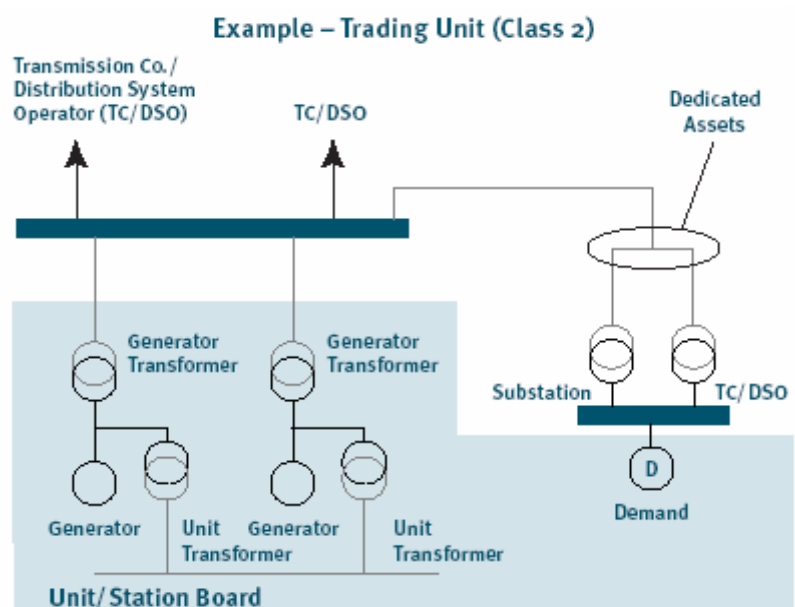 Example – Trading Unit (Class 2)
Transmission Co./
Distribution System
Operator (TC/DSO)
TC/DSO
Dedicated
Assets
Generator
Transformer
Generator
Transformer
Substation
TC/DSO
D
Demand
Generator
Unit
Transformer
Generator
Unit
Transformer
Unit/Station Board